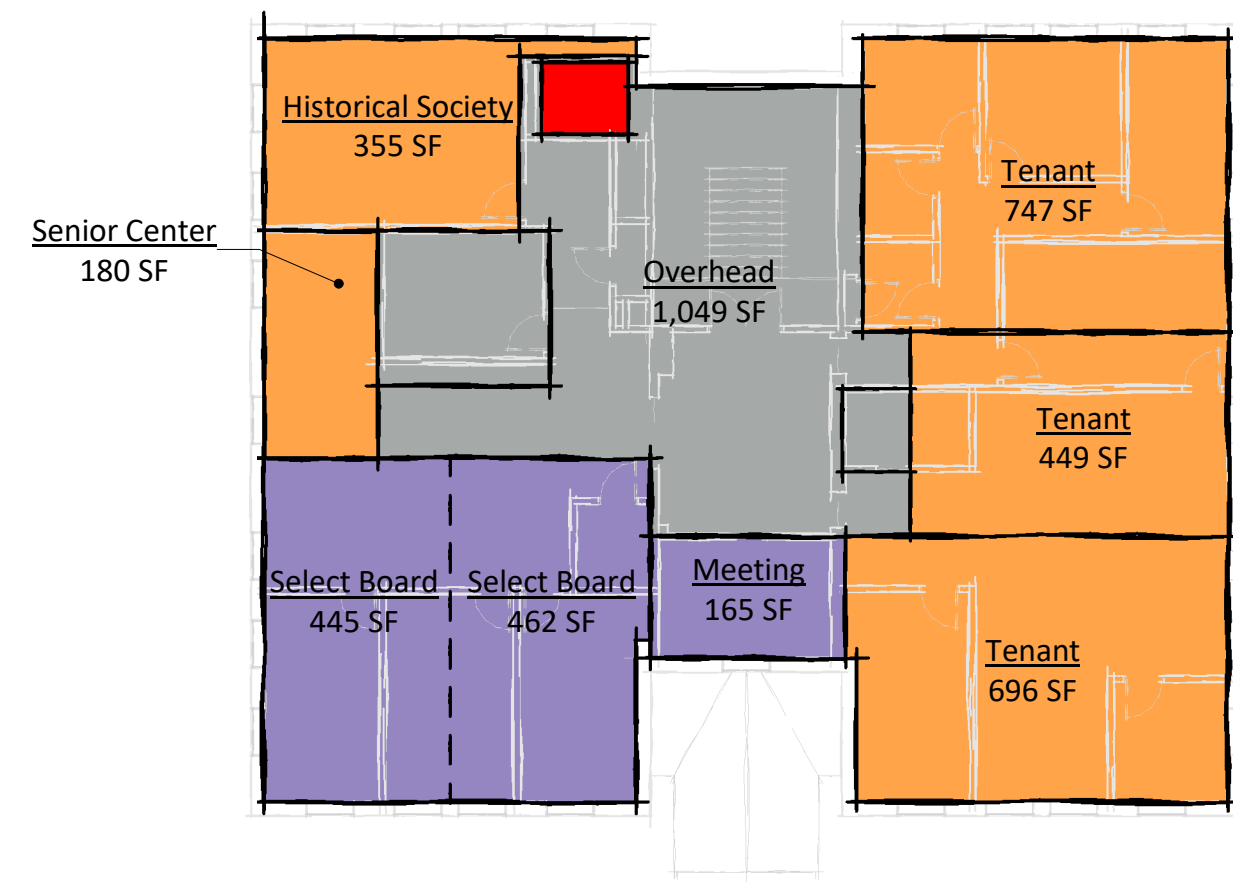 Historical Society
355 SF
Senior Center
180 SF
Tenant
747 SF
Overhead
1,049 SF
Tenant
449 SF
Select Board
445 SF
Select Board
462 SF
Meeting
165 SF
Tenant
696 SF